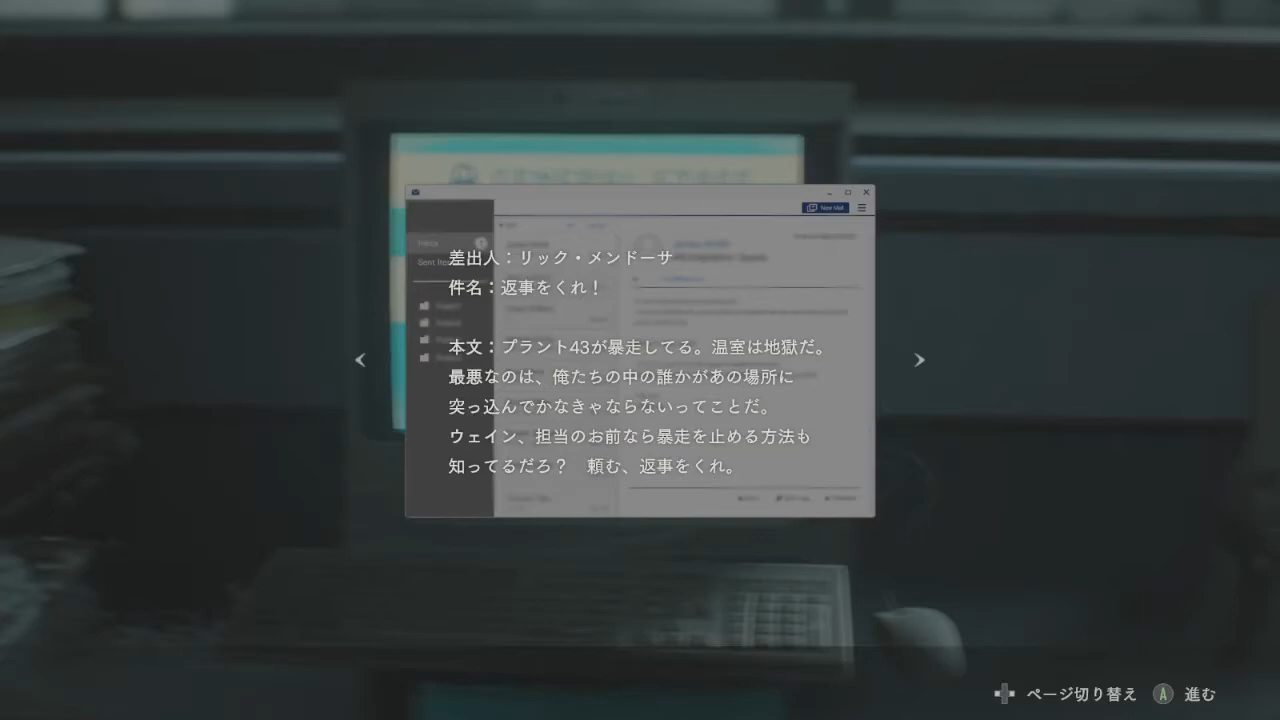 New Mail
差出人：リック・メンドーサ
件名：返事をくれ！
本文：プラント43が暴走してる。温室は地獄だ。
最悪なのは、俺たちの中の誰かがあの場所に
突っ込んでかなきゃならないってことだ。
ウェイン、担当のお前なら暴走を止める方法も
知ってるだろ？　頼む、返事をくれ。
ページ切り替え A 進む